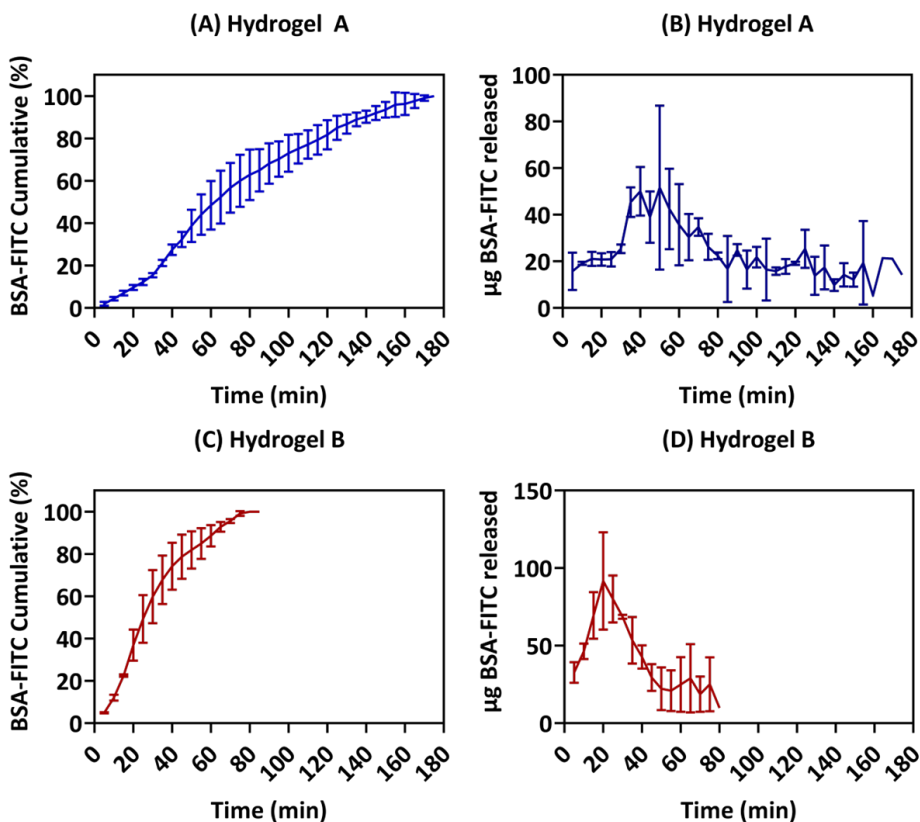 (A) Hydrogel A
BSA-FITC Cumulative (%)
100
80
60
40
20
0
0 20 40 60 80 100 120 140 160 180
Time (min)
(B) Hydrogel A
µg BSA-FITC released
100
80
60
40
20
0
0 20 40 60 80 100 120 140 160 180
Time (min)
(C) Hydrogel B
BSA-FITC Cumulative (%)
100
80
60
40
20
0
0 20 40 60 80 100 120 140 160 180
Time (min)
(D) Hydrogel B
µg BSA-FITC released
150
100
50
0
0 20 40 60 80 100 120 140 160 180
Time (min)